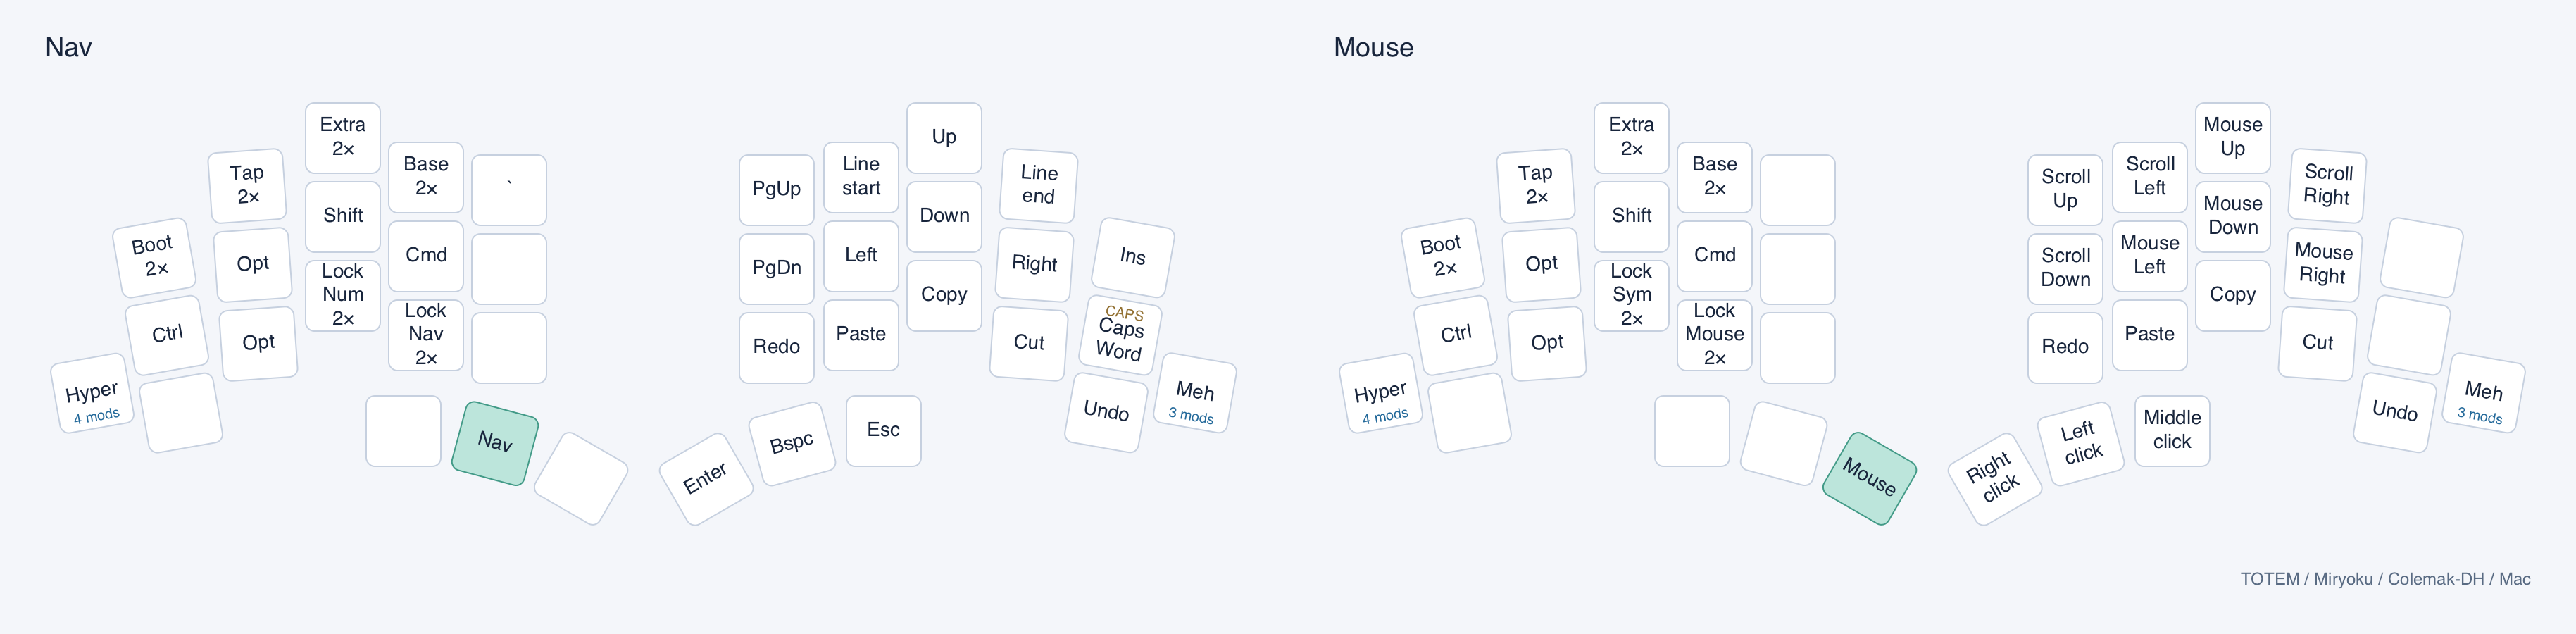 Nav
Extra
2×
Base
2×
Tap
2×
`
Shift
Boot
2×
Opt
Cmd
Lock
Num
2×
Ctrl
Opt
Lock
Nav
2×
Hyper
4 mods
Nav
Up
Line
start
PgUp
Line
end
Down
PgDn
Left
Right
Ins
Copy
Redo
Paste
Cut
CAPS
Caps
Word
Undo
Meh
3 mods
Enter
Bspc
Esc
Mouse
Extra
2×
Base
2×
Tap
2×
Shift
Boot
2×
Opt
Cmd
Lock
Sym
2×
Ctrl
Opt
Lock
Mouse
2×
Hyper
4 mods
Mouse
Mouse
Up
Scroll
Left
Scroll
Up
Scroll
Right
Mouse
Down
Scroll
Down
Mouse
Left
Mouse
Right
Copy
Redo
Paste
Cut
Undo
Meh
3 mods
Right
click
Left
click
Middle
click
TOTEM / Miryoku / Colemak-DH / Mac